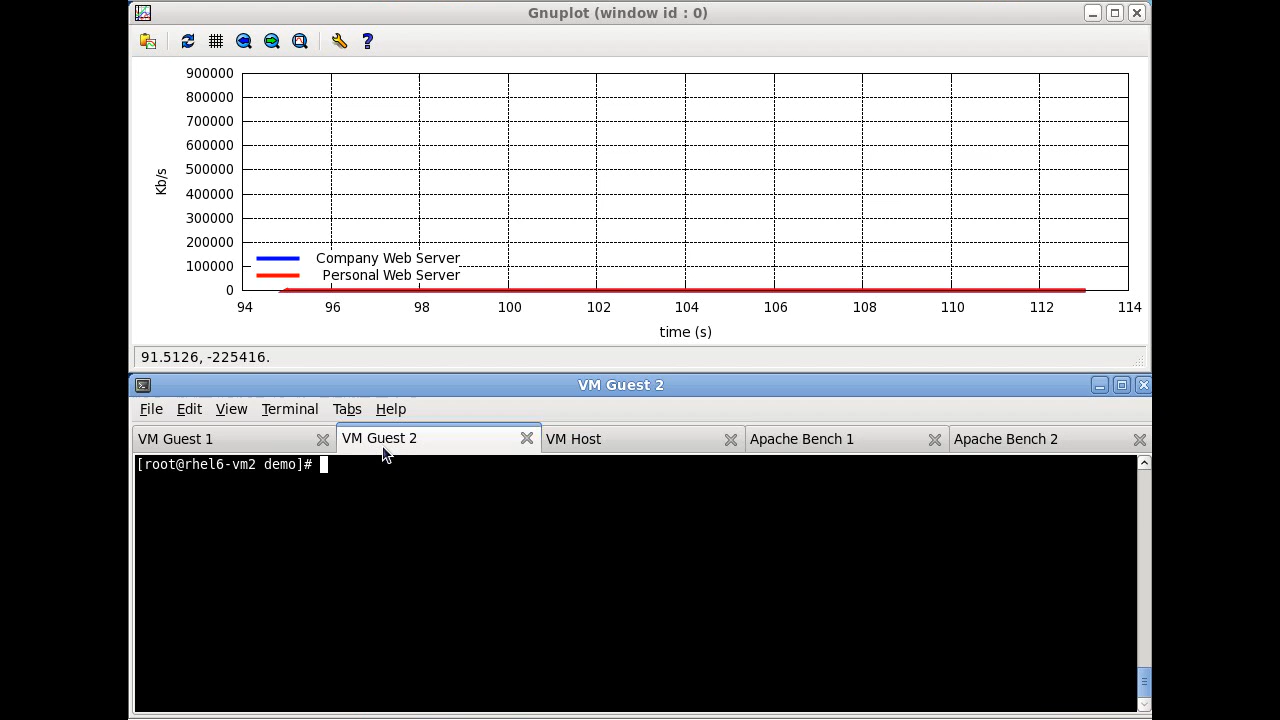 Gnuplot (window id : 0)
900000
800000
700000
600000
500000
400000
300000
200000
100000
0
Kb/s
Company Web Server
Personal Web Server
94 96 98 100 102 104 106 108 110 112 114
time (s)
91.5126, -225416.
VM Guest 2
File Edit View Terminal Tabs Help
VM Guest 1 VM Guest 2 VM Host Apache Bench 1 Apache Bench 2
[root@rhel6-vm2 demo]#